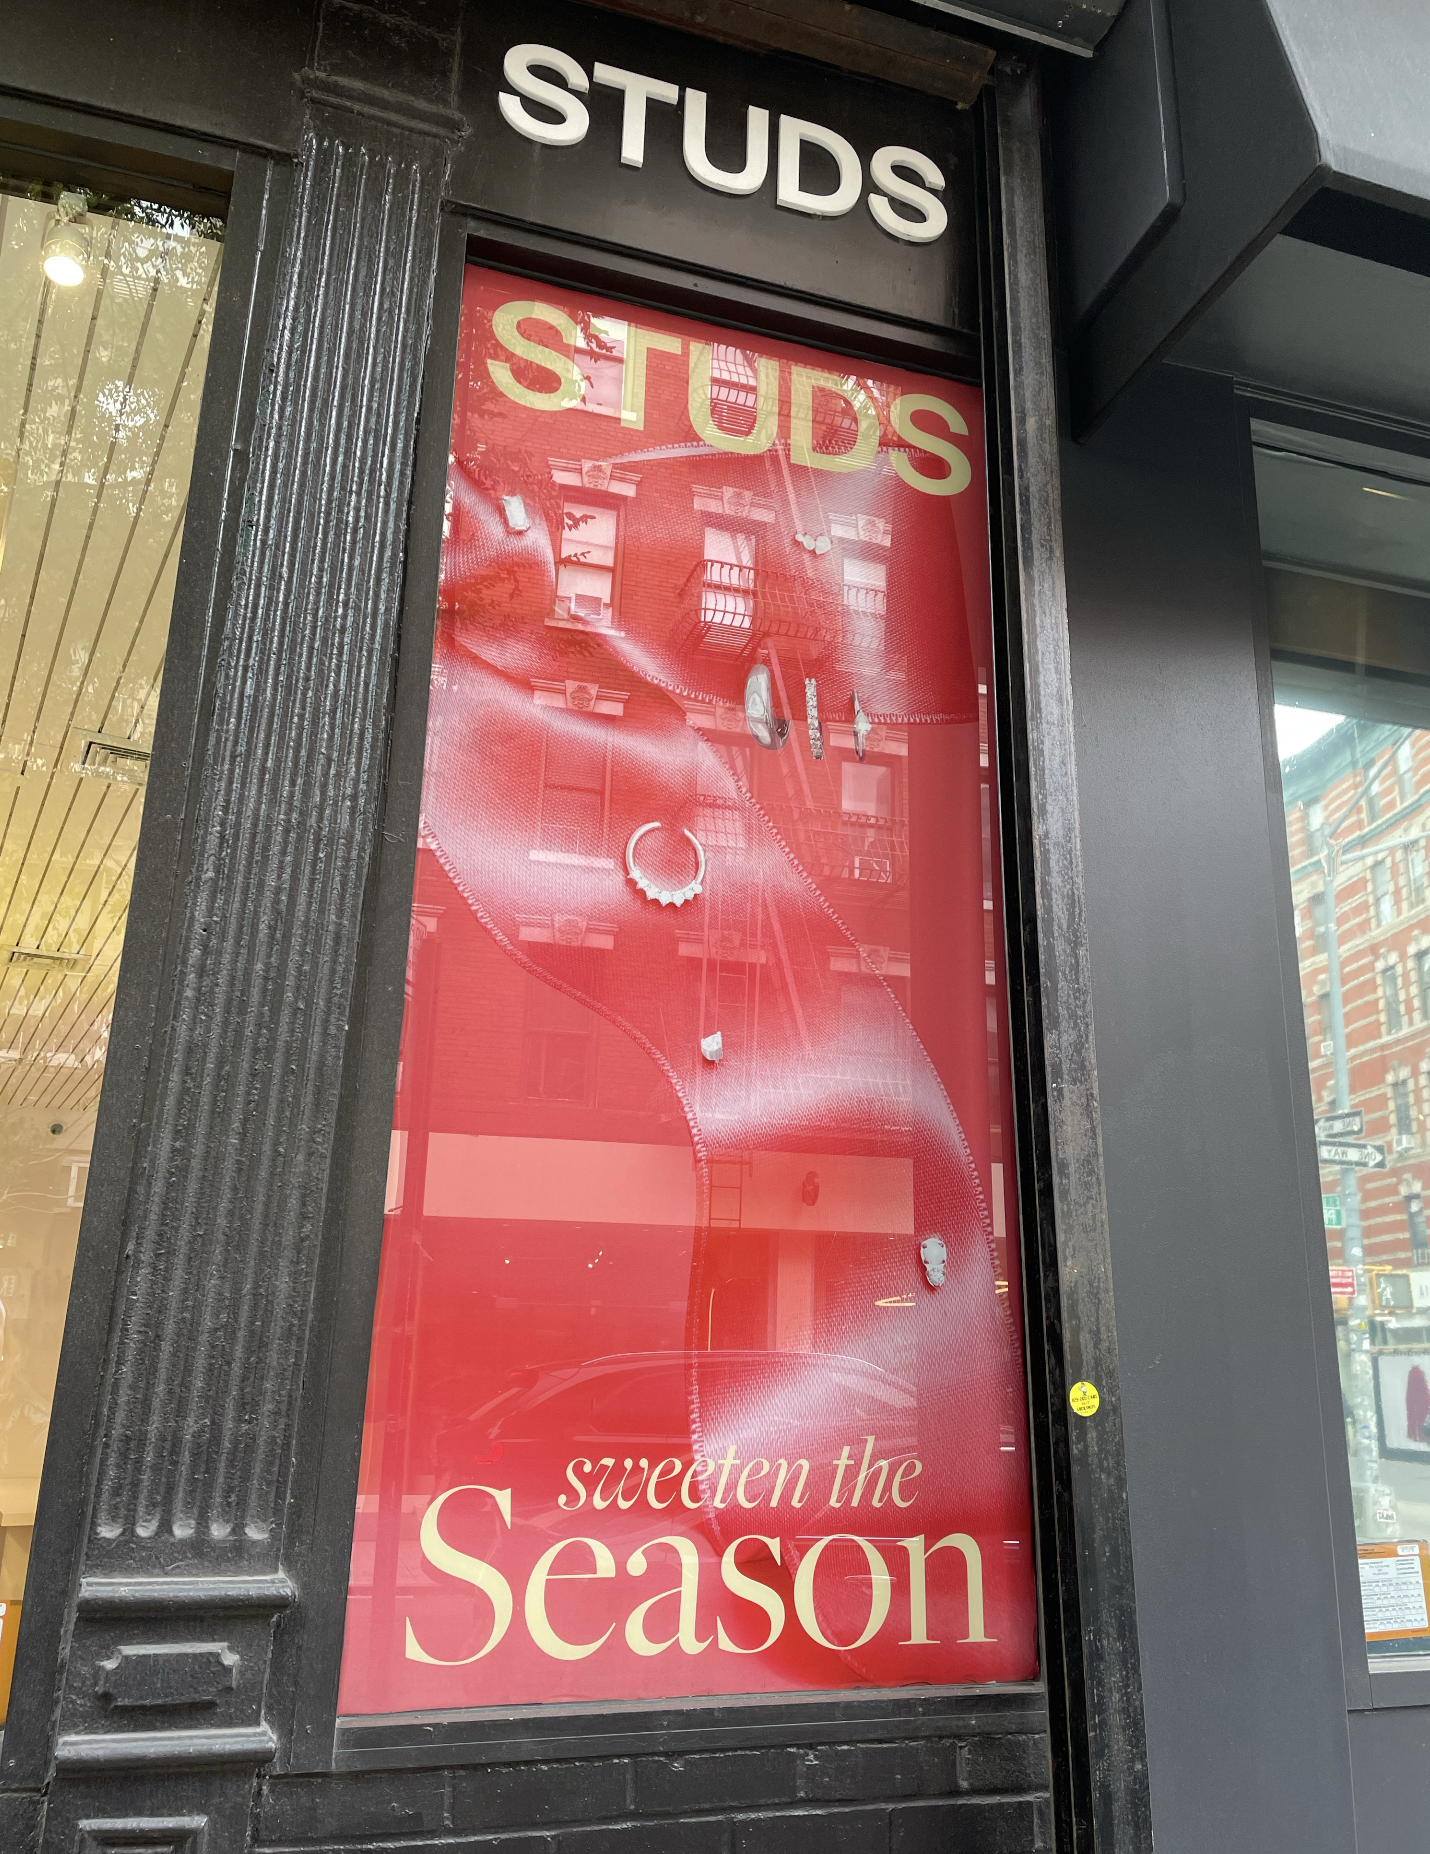 STUDS
STUDS
sweeten the
Season
ONE WAY